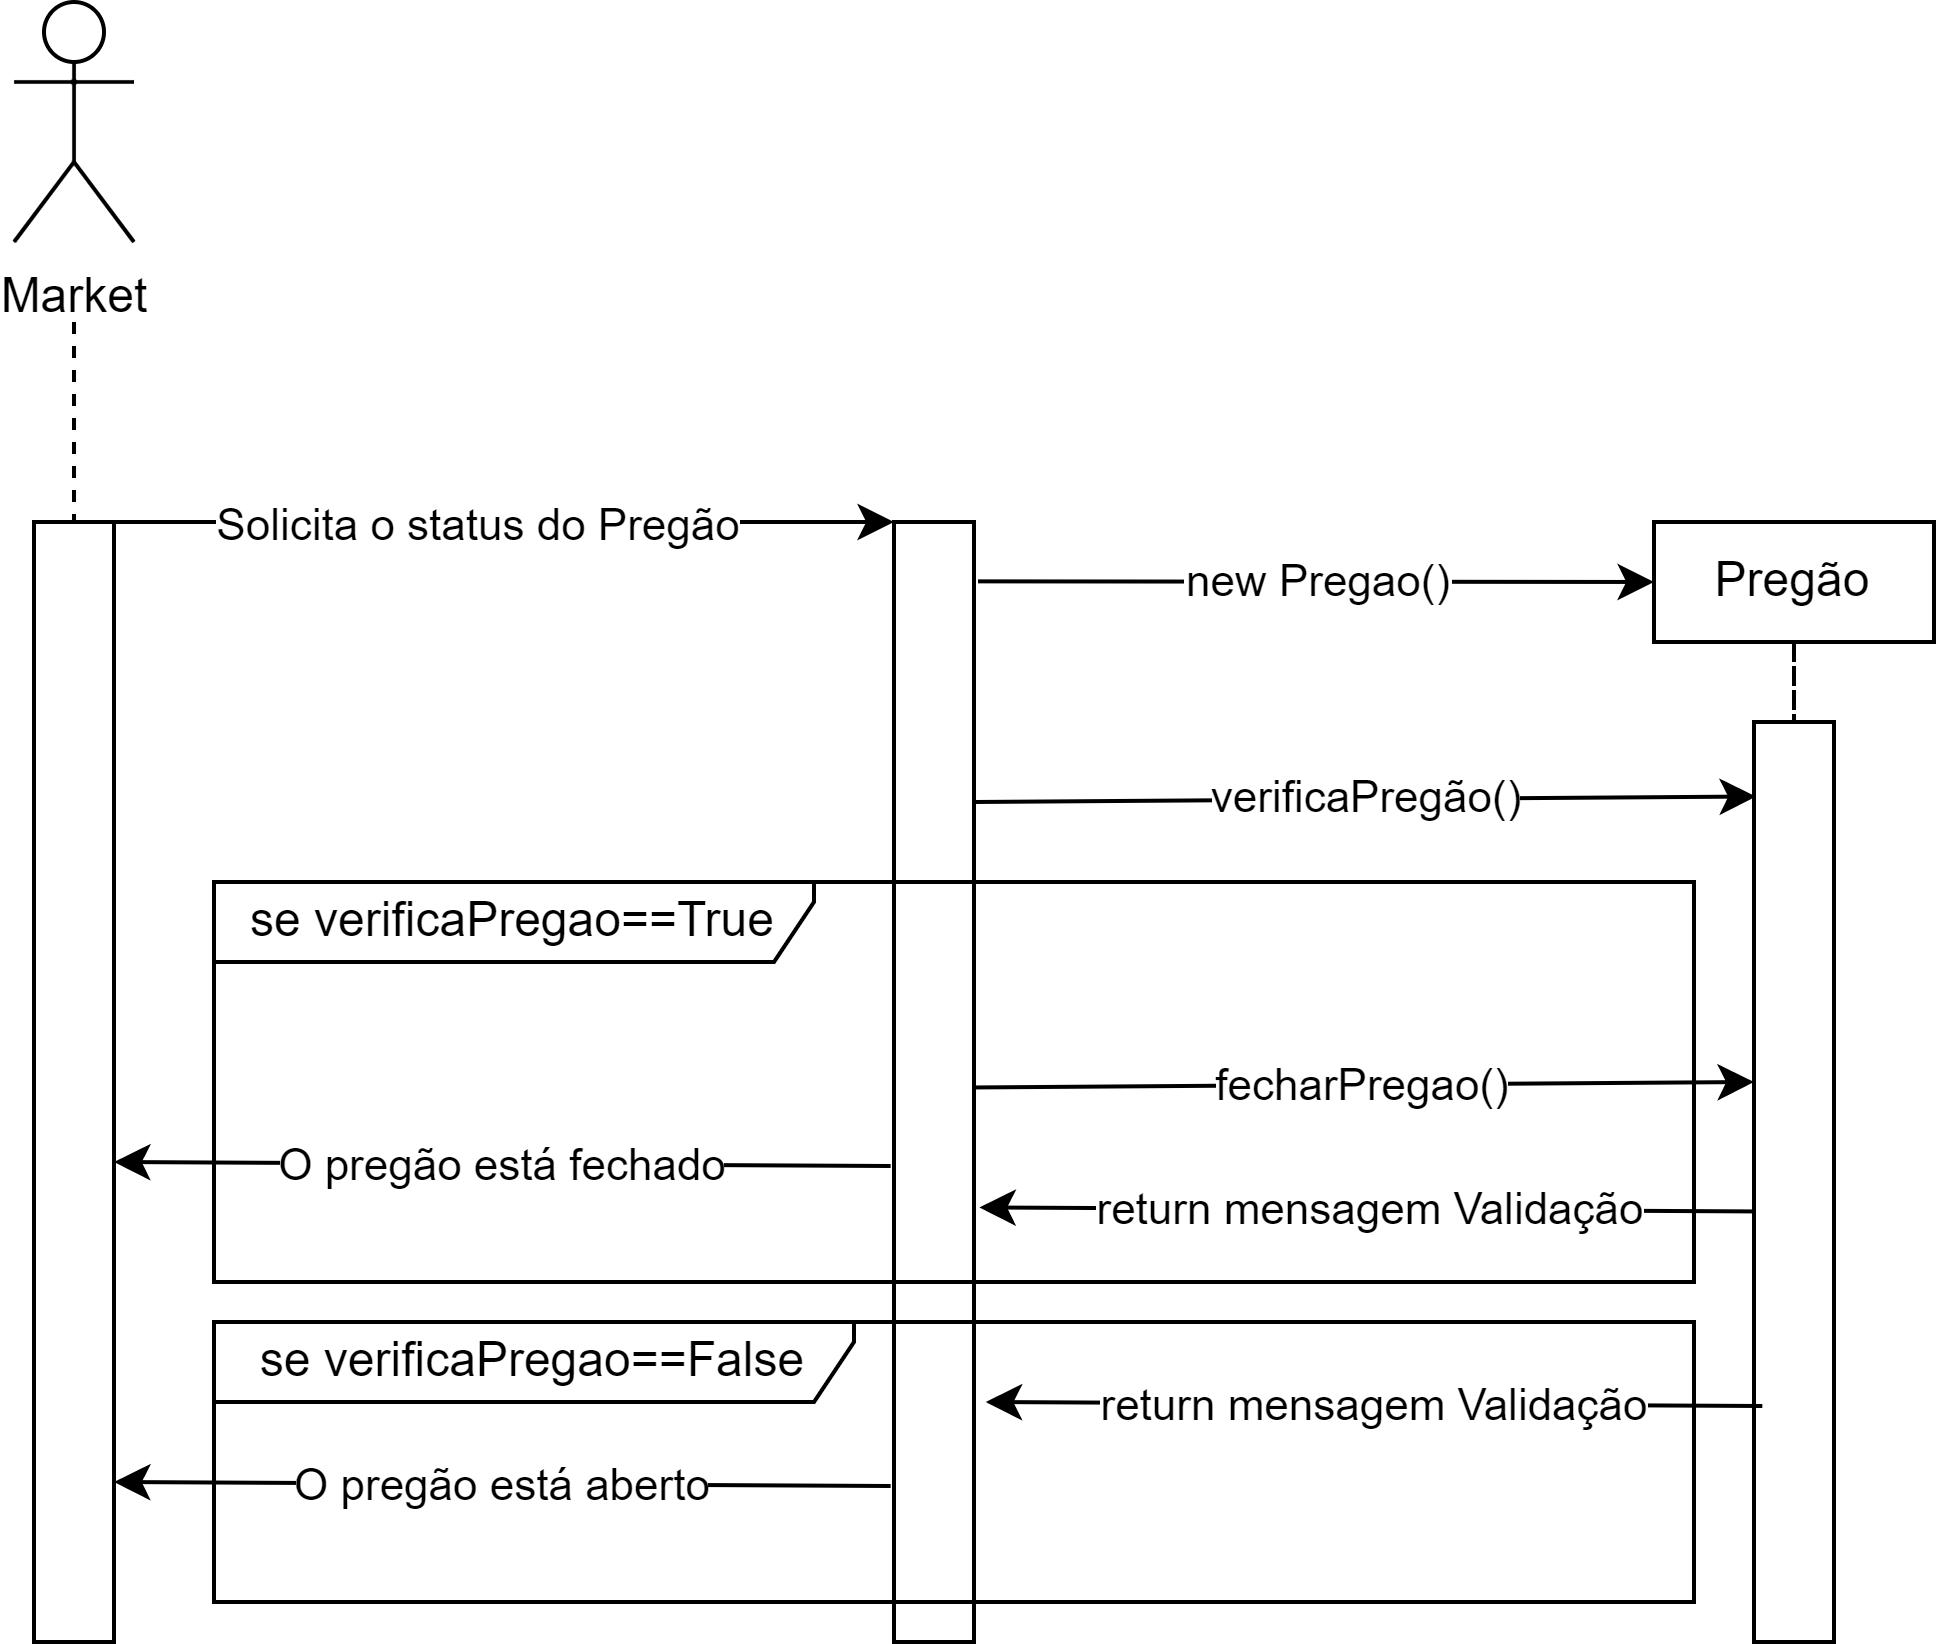 Market
Solicita o status do Pregão
new Pregao()
Pregão
verificaPregão()
se verificaPregao==True
fecharPregao()
O pregão está fechado
return mensagem Validação
se verificaPregao==False
return mensagem Validação
O pregão está aberto